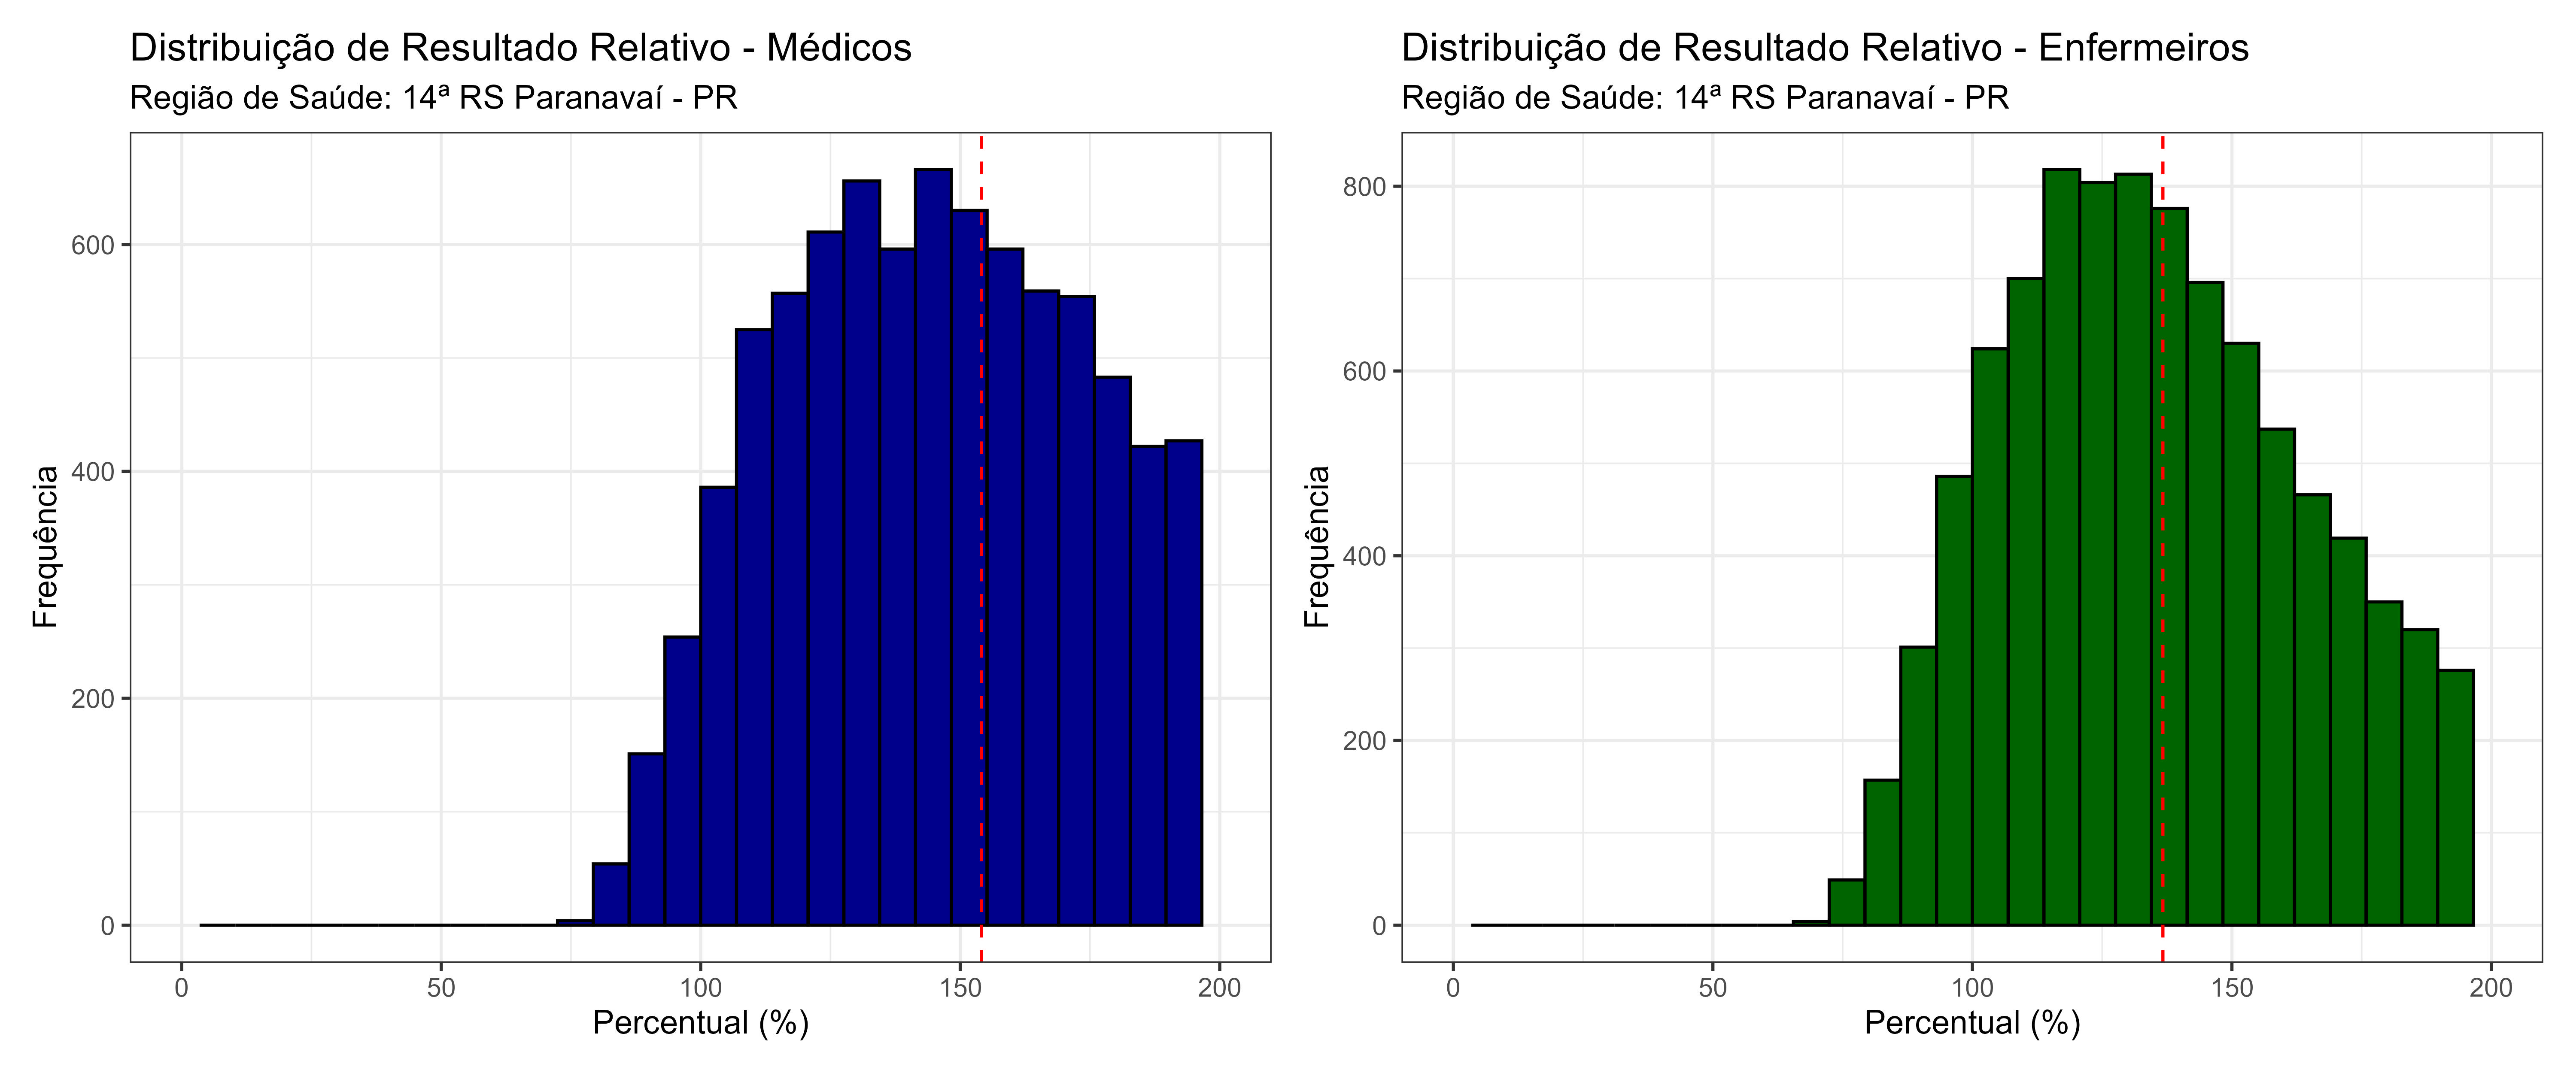 Distribuição de Resultado Relativo - Médicos
Região de Saúde: 14ª RS Paranavaí - PR
Frequência
600
400
200
0
0 50 100 150 200
Percentual (%)
Distribuição de Resultado Relativo - Enfermeiros
Região de Saúde: 14ª RS Paranavaí - PR
Frequência
800
600
400
200
0
0 50 100 150 200
Percentual (%)